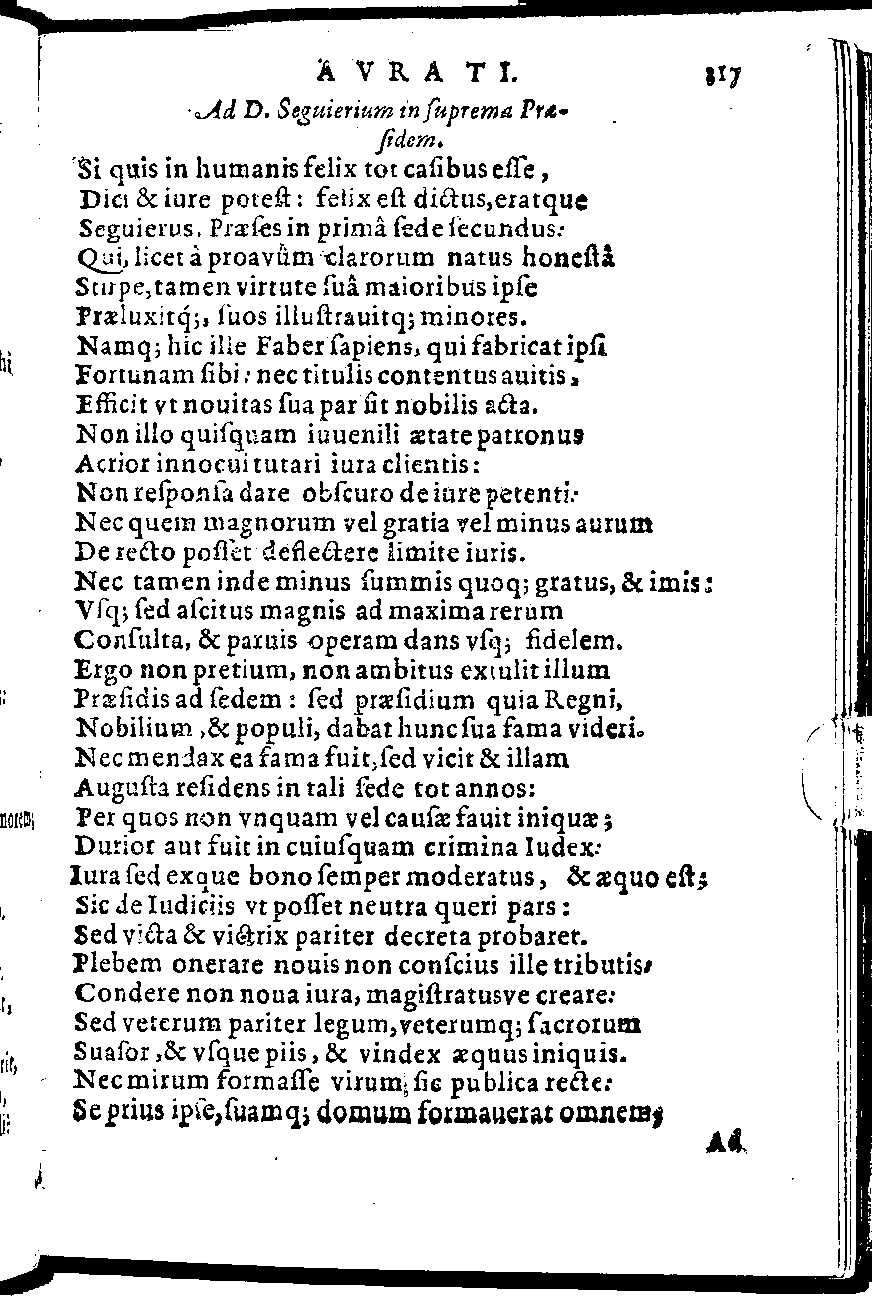 AVRATI. 317
Ad D. Seguierium in ſuprema Præ-
ſidem.
Si quis in humanis felix tot caſibus eſſe,
Dici & iure poteſt: felix eſt dictus, eratque
Seguierus, Præſes in primâ ſede ſecundus:
Qui, licet à proavûm clarorum natus honeſtâ
Stirpe, tamen virtute ſuâ maioribus ipſe
Præluxitq́;, ſuos illuſtrauitq; minores.
Namq; hic ille Faber ſapiens, qui fabricat ipſi
Fortunam ſibi: nec titulis contentus auitis,
Efficit vt nouitas ſua par ſit nobilis acta.
Non illo quiſquam iuuenili ætate patronus
Acrior innocui tutari iura clientis:
Non reſponſa dare obſcuro de iure petenti:
Nec quem magnorum vel gratia vel minus aurum
De recto poſſet deflectere limite iuris.
Nec tamen inde minus ſummis quoq; gratus, & imis:
Vſq; ſed aſcitus magnis ad maxima rerum
Conſulta, & paruis operam dans vſq; fidelem.
Ergo non pretium, non ambitus extulit illum
Præſidis ad ſedem: ſed præſidium quia Regni,
Nobilium, & populi, dabat hunc ſua fama videri.
Nec mendax ea fama fuit, ſed vicit & illam
Auguſta reſidens in tali ſede tot annos:
Per quos non vnquam vel cauſæ fauit iniquæ;
Durior aut fuit in cuiuſquam crimina Iudex:
Iura ſed exque bono ſemper moderatus, & æquo eſt;
Sic de Iudiciis vt poſſet neutra queri pars:
Sed victa & victrix pariter decreta probaret.
Plebem onerare nouis non conſcius ille tributis,
Condere non noua iura, magiſtratusve creare:
Sed veterum pariter legum, veterumq; ſacrorum
Suaſor, & vſque piis, & vindex æquus iniquis.
Nec mirum formaſſe virum, ſic publica recte:
Se prius ipſe, ſuamq; domum formauerat omnem,
Ad